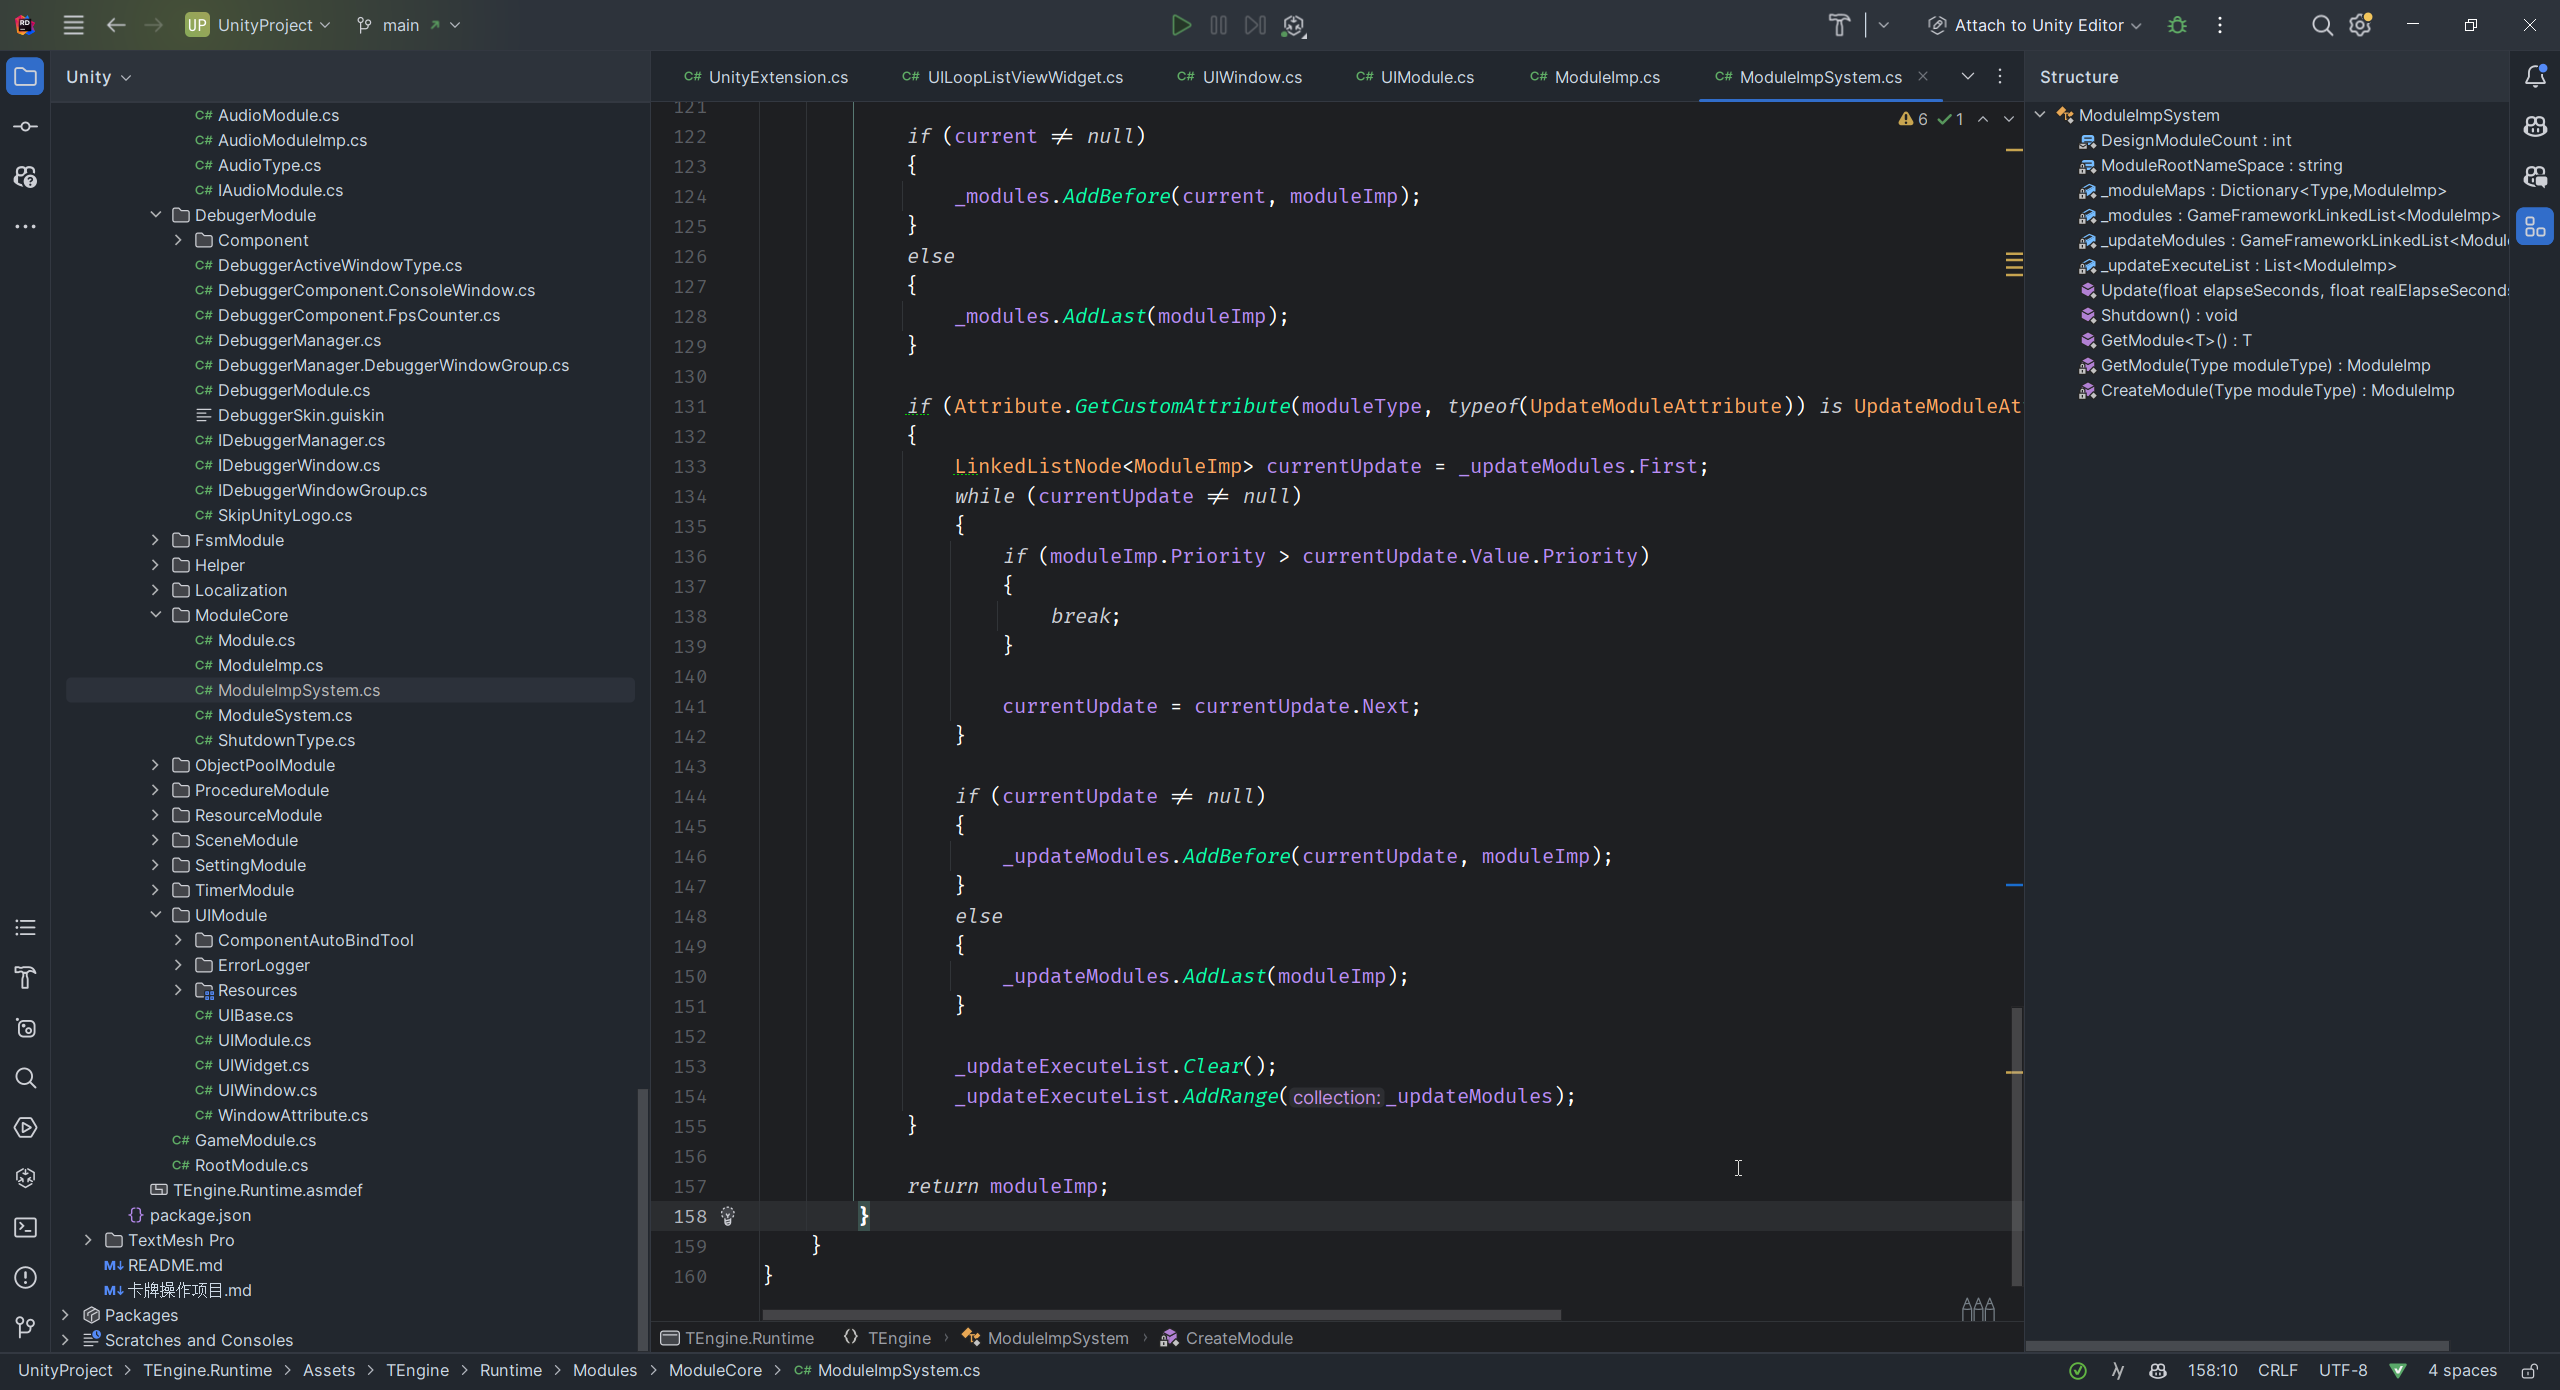 UP UnityProject main Attach to Unity Editor
Unity
AudioModule.cs
AudioModuleImp.cs
AudioType.cs
IAudioModule.cs
DebugerModule
Component
DebuggerActiveWindowType.cs
DebuggerComponent.ConsoleWindow.cs
DebuggerComponent.FpsCounter.cs
DebuggerManager.cs
DebuggerManager.DebuggerWindowGroup.cs
DebuggerModule.cs
DebuggerSkin.guiskin
IDebuggerManager.cs
IDebuggerWindow.cs
IDebuggerWindowGroup.cs
SkipUnityLogo.cs
FsmModule
Helper
Localization
ModuleCore
Module.cs
ModuleImp.cs
ModuleImpSystem.cs
ModuleSystem.cs
ShutdownType.cs
ObjectPoolModule
ProcedureModule
ResourceModule
SceneModule
SettingModule
TimerModule
UIModule
ComponentAutoBindTool
ErrorLogger
Resources
UIBase.cs
UIModule.cs
UIWidget.cs
UIWindow.cs
WindowAttribute.cs
GameModule.cs
RootModule.cs
TEngine.Runtime.asmdef
package.json
TextMesh Pro
README.md
卡牌操作项目.md
Packages
Scratches and Consoles
C# UnityExtension.cs C# UILoopListViewWidget.cs C# UIWindow.cs C# UIModule.cs C# ModuleImp.cs C# ModuleImpSystem.cs
6 1
121
122 if (current ≠ null)
123 {
124 _modules.AddBefore(current, moduleImp);
125 }
126 else
127 {
128 _modules.AddLast(moduleImp);
129 }
130
131 if (Attribute.GetCustomAttribute(moduleType, typeof(UpdateModuleAttribute)) is UpdateModuleAt
132 {
133 LinkedListNode<ModuleImp> currentUpdate = _updateModules.First;
134 while (currentUpdate ≠ null)
135 {
136 if (moduleImp.Priority > currentUpdate.Value.Priority)
137 {
138 break;
139 }
140
141 currentUpdate = currentUpdate.Next;
142 }
143
144 if (currentUpdate ≠ null)
145 {
146 _updateModules.AddBefore(currentUpdate, moduleImp);
147 }
148 else
149 {
150 _updateModules.AddLast(moduleImp);
151 }
152
153 _updateExecuteList.Clear();
154 _updateExecuteList.AddRange( collection: _updateModules);
155 }
156
157 return moduleImp;
158 }
159 }
160 }
TEngine.Runtime TEngine › ModuleImpSystem › CreateModule
Structure
ModuleImpSystem
DesignModuleCount : int
ModuleRootNameSpace : string
_moduleMaps : Dictionary<Type,ModuleImp>
_modules : GameFrameworkLinkedList<ModuleImp>
_updateModules : GameFrameworkLinkedList<Modul
_updateExecuteList : List<ModuleImp>
Update(float elapseSeconds, float realElapseSeconds
Shutdown() : void
GetModule<T>() : T
GetModule(Type moduleType) : ModuleImp
CreateModule(Type moduleType) : ModuleImp
UnityProject > TEngine.Runtime > Assets > TEngine > Runtime > Modules > ModuleCore > C# ModuleImpSystem.cs
158:10 CRLF UTF-8 4 spaces